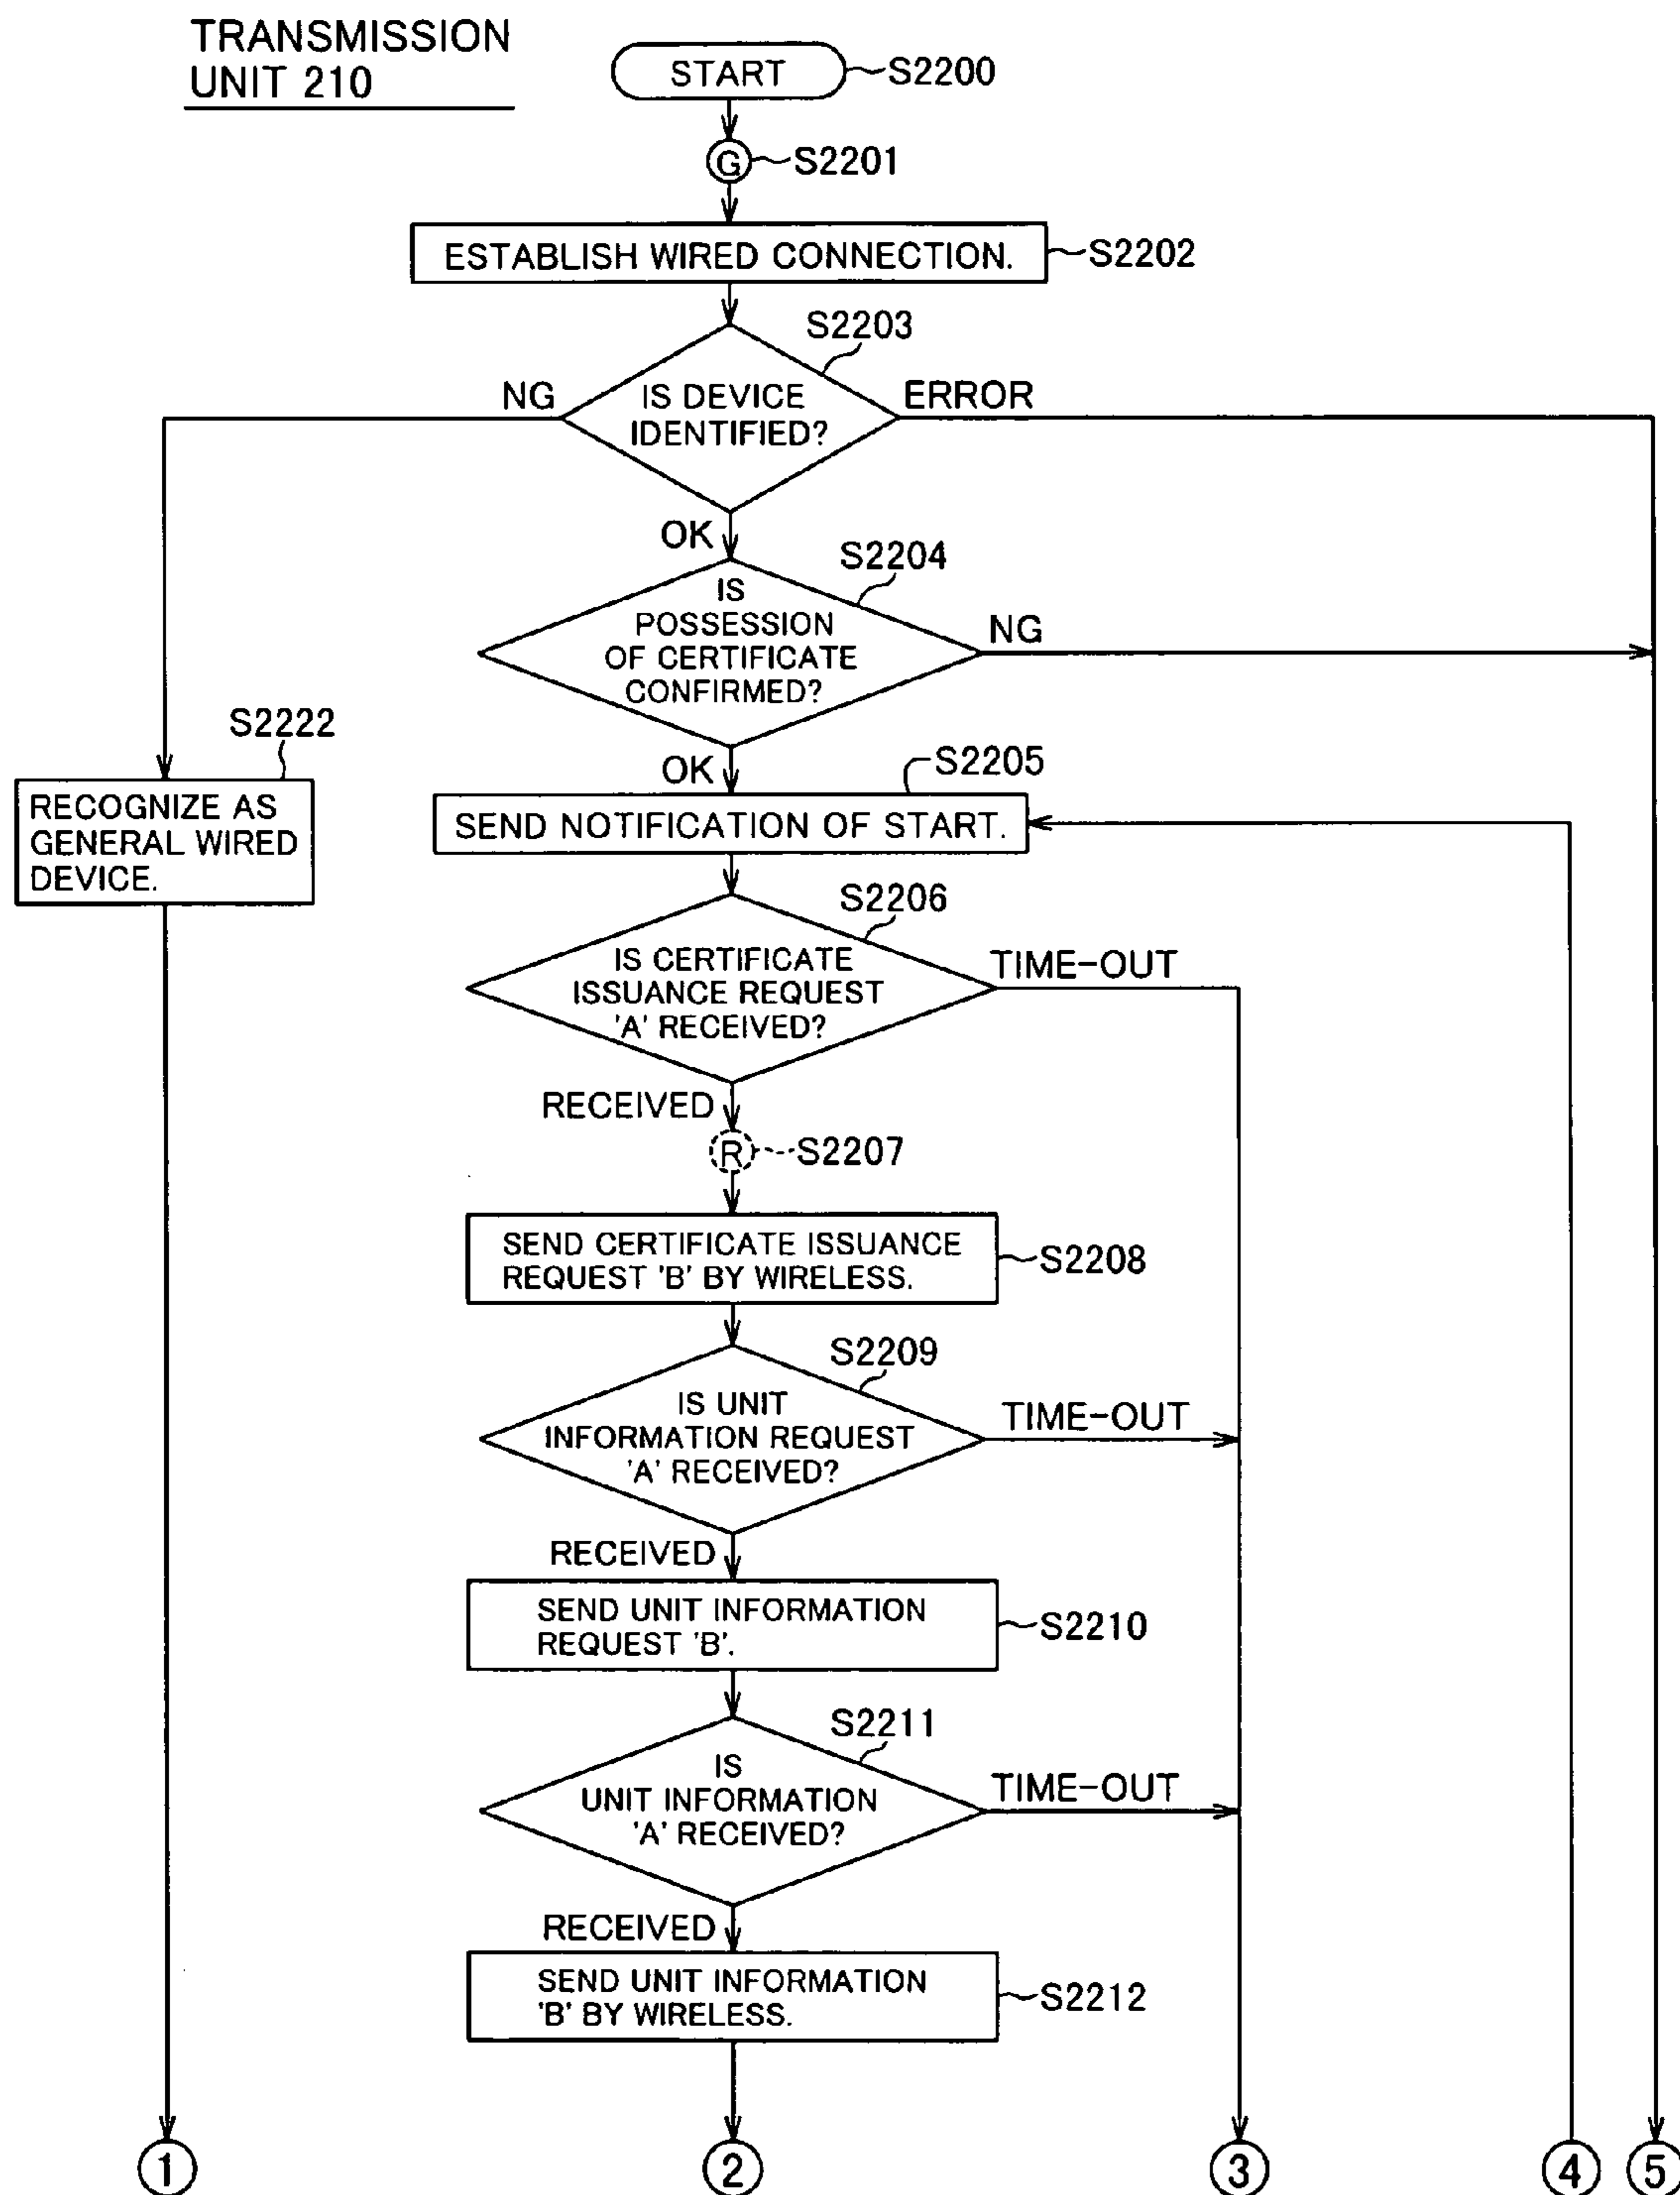 TRANSMISSION
UNIT 210
START
S2200
G
S2201
ESTABLISH WIRED CONNECTION.
S2202
S2203
NG
IS DEVICE
IDENTIFIED?
ERROR
OK
S2204
IS
POSSESSION
OF CERTIFICATE
CONFIRMED?
NG
S2222
RECOGNIZE AS
GENERAL WIRED
DEVICE.
OK
S2205
SEND NOTIFICATION OF START.
S2206
IS CERTIFICATE
ISSUANCE REQUEST
'A' RECEIVED?
TIME-OUT
RECEIVED
R
S2207
SEND CERTIFICATE ISSUANCE
REQUEST 'B' BY WIRELESS.
S2208
S2209
IS UNIT
INFORMATION REQUEST
'A' RECEIVED?
TIME-OUT
RECEIVED
SEND UNIT INFORMATION
REQUEST 'B'.
S2210
S2211
IS
UNIT INFORMATION
'A' RECEIVED?
TIME-OUT
RECEIVED
SEND UNIT INFORMATION
'B' BY WIRELESS.
S2212
1
2
3
4
5